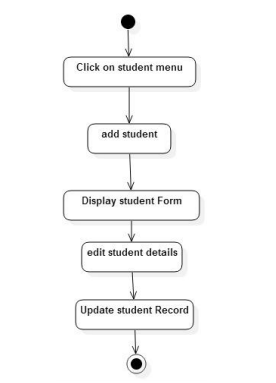 Click on student menu
add student
Display student Form
edit student details
Update student Record